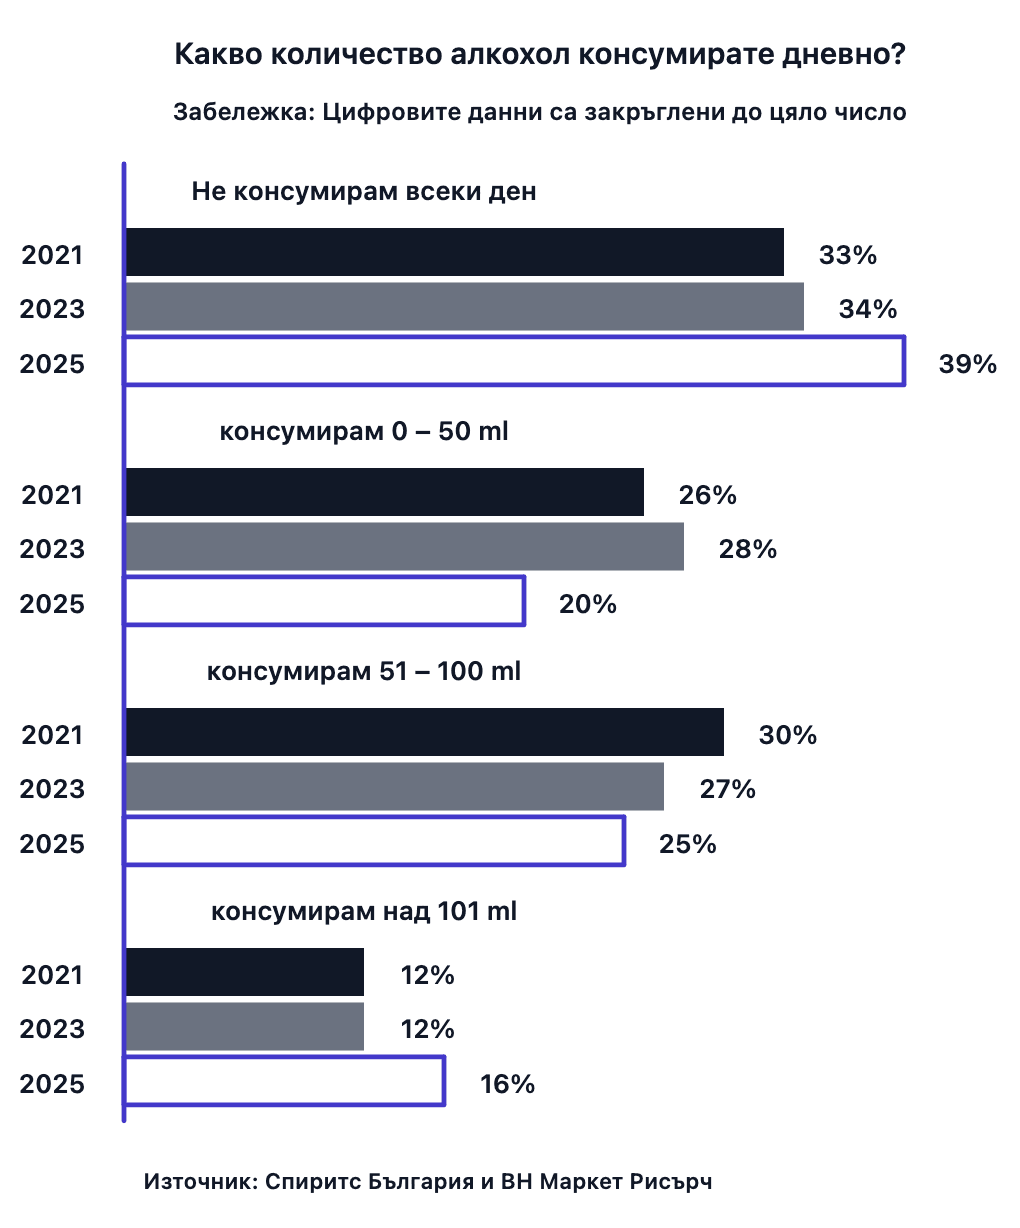 Какво количество алкохол консумирате дневно?
Забележка: Цифровите данни са закръглени до цяло число
Не консумирам всеки ден
2021 33%
2023 34%
2025 39%
консумирам 0 – 50 ml
2021 26%
2023 28%
2025 20%
консумирам 51 – 100 ml
2021 30%
2023 27%
2025 25%
консумирам над 101 ml
2021 12%
2023 12%
2025 16%
Източник: Спиритс България и BH Маркет Рисърч